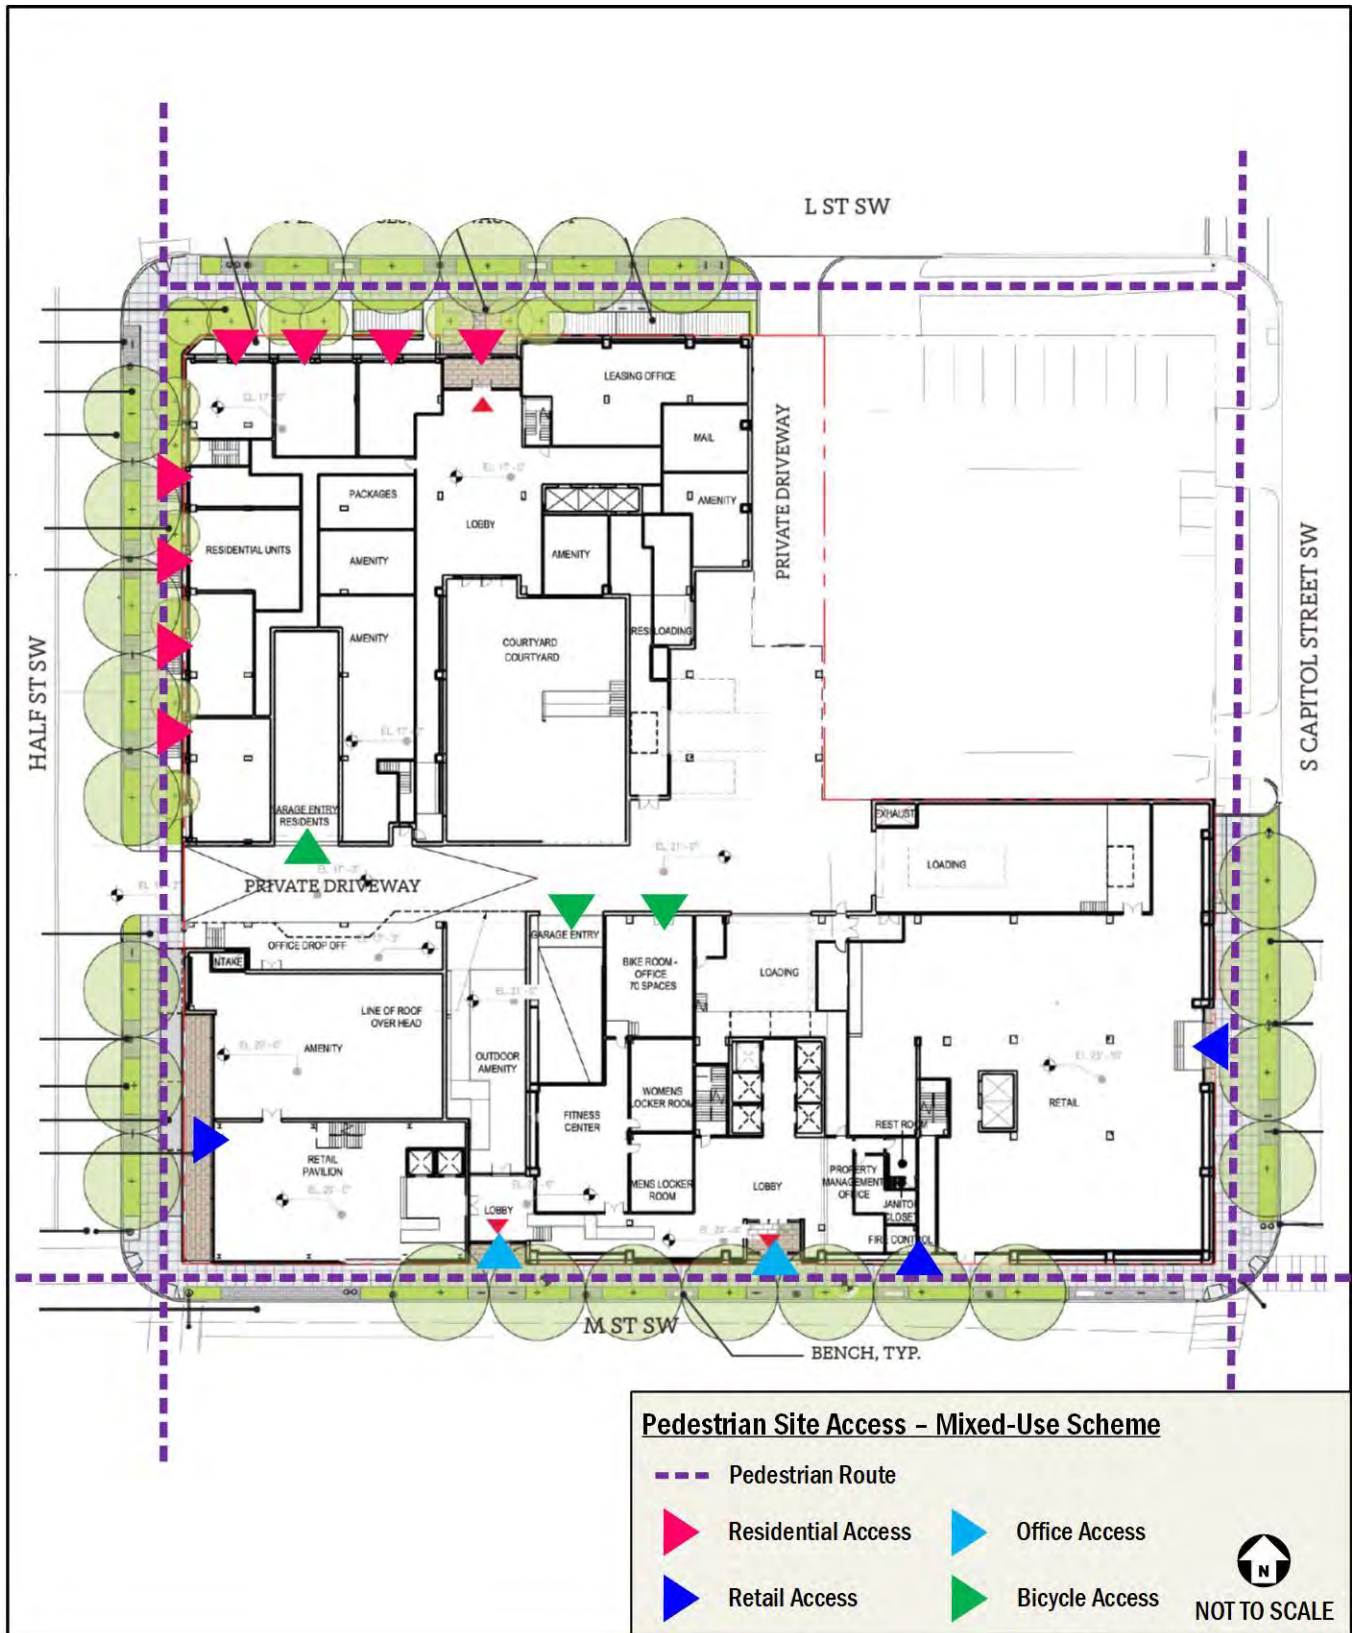 L ST SW
LEASING OFFICE
MAIL
PRIVATE DRIVEWAY
PACKAGES
AMENITY
LOBBY
RESIDENTIAL UNITS
AMENITY
AMENITY
S CAPITOL STREET SW
AMENITY
RES LOADING
COURTYARD
COURTYARD
HALF ST SW
EXHAUST
GARAGE ENTRY
RESIDENTS
LOADING
PRIVATE DRIVEWAY
GARAGE ENTRY
OFFICE DROP OFF
BIKE ROOM -
OFFICE
70 SPACES
LOADING
LINE OF ROOF
OVER HEAD
AMENITY
OUTDOOR
AMENITY
WOMENS
LOCKER ROOM
RETAIL
FITNESS
CENTER
REST ROOM
RETAIL
PAVILION
PROPERTY
MANAGEMENT
OFFICE
MENS LOCKER
ROOM
LOBBY
JANITOR
CLOSET
LOBBY
FIRE CONTROL
M ST SW
BENCH, TYP.
Pedestrian Site Access – Mixed-Use Scheme
Pedestrian Route
Residential Access
Office Access
Retail Access
Bicycle Access
N
NOT TO SCALE